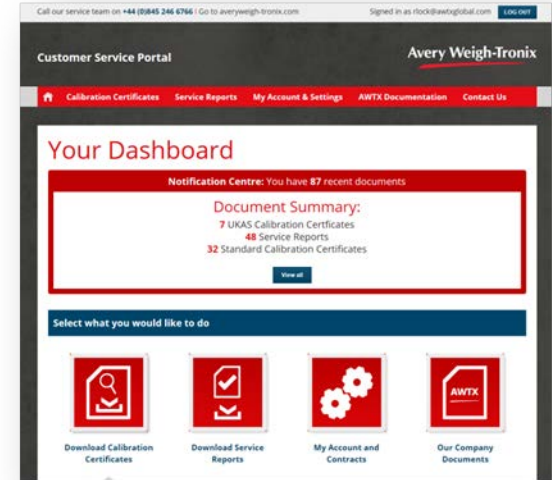 Call our service team on +44 (0)845 246 6766 | Go to averyweigh-tronix.com
Signed in as rlock@awtxglobal.com
LOG OUT
Customer Service Portal
Avery Weigh-Tronix
Calibration Certificates
Service Reports
My Account & Settings
AWTX Documentation
Contact Us
Your Dashboard
Notification Centre: You have 87 recent documents
Document Summary:
7 UKAS Calibration Certficates
48 Service Reports
32 Standard Calibration Certificates
View all
Select what you would like to do
AWTX
Download Calibration
Certificates
Download Service
Reports
My Account and
Contracts
Our Company
Documents